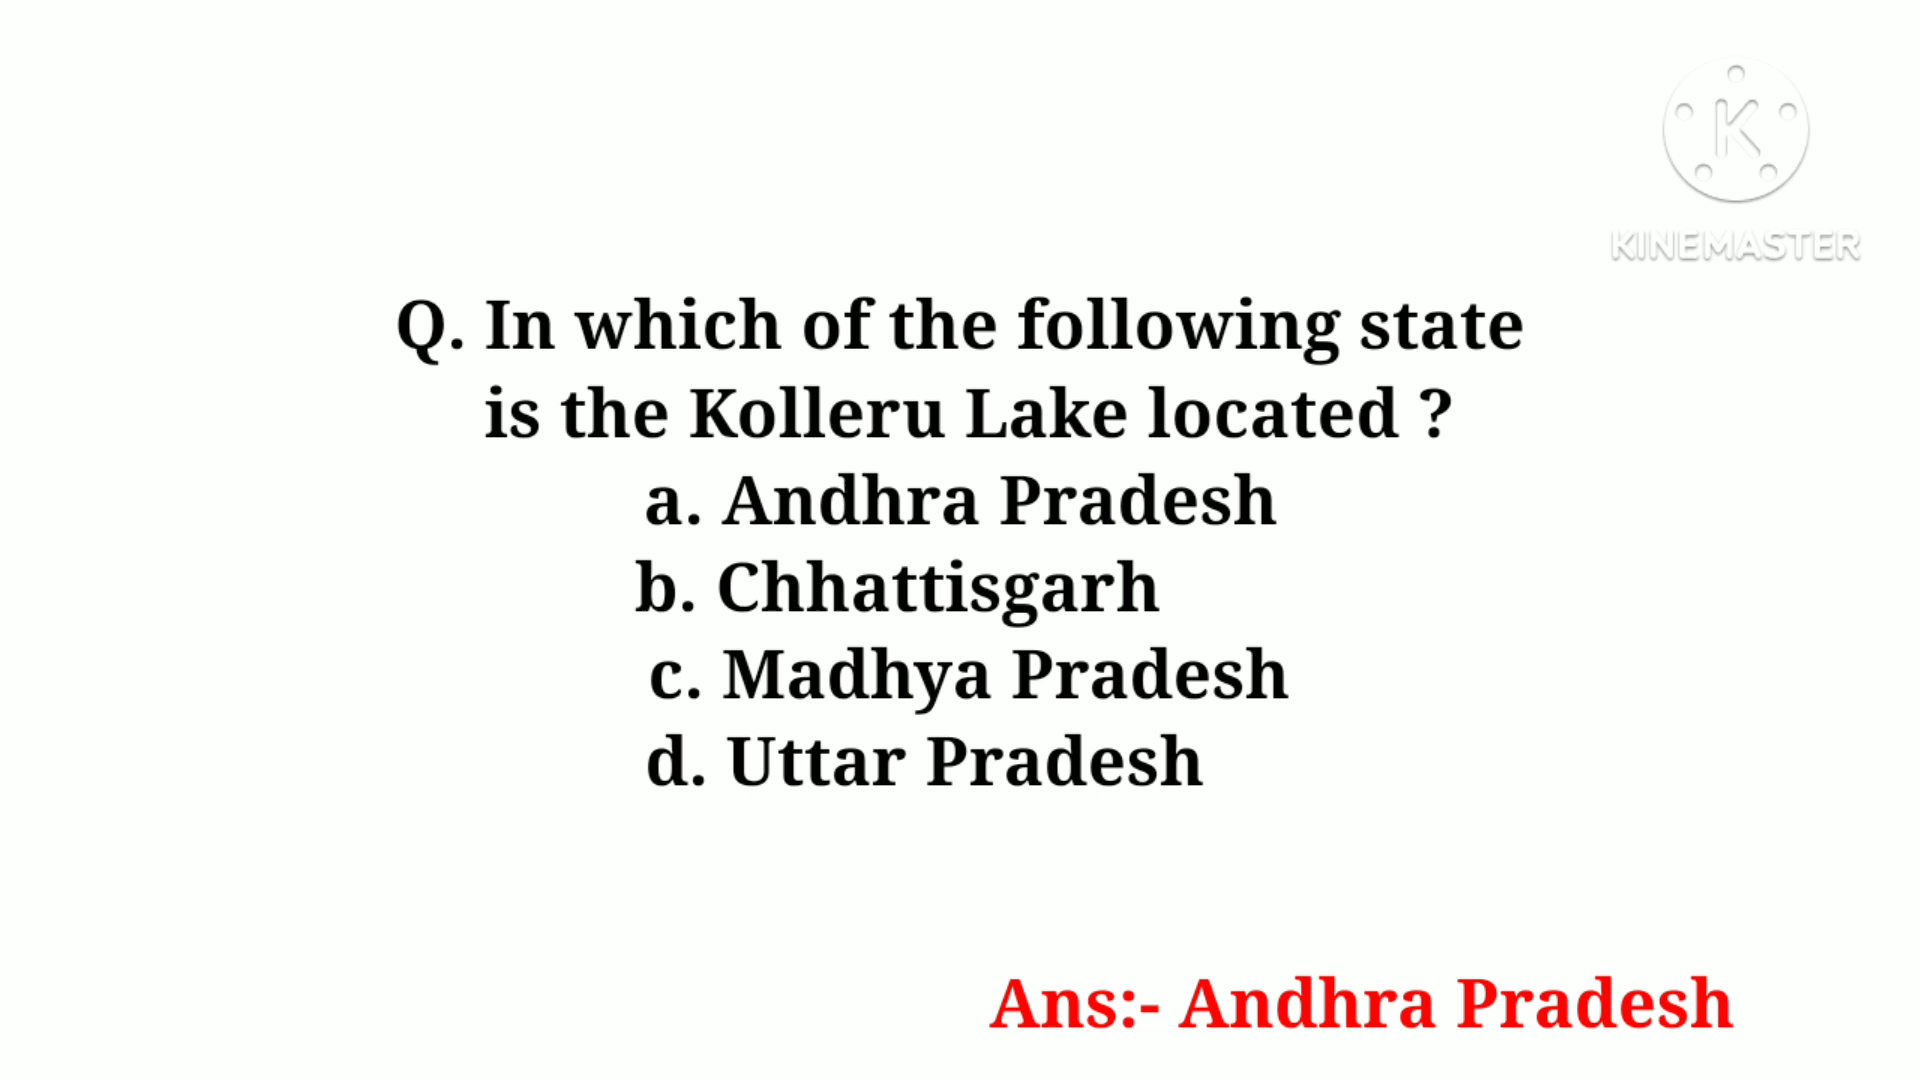 K
KINEMASTER
Q. In which of the following state
is the Kolleru Lake located ?
a. Andhra Pradesh
b. Chhattisgarh
c. Madhya Pradesh
d. Uttar Pradesh
Ans:- Andhra Pradesh